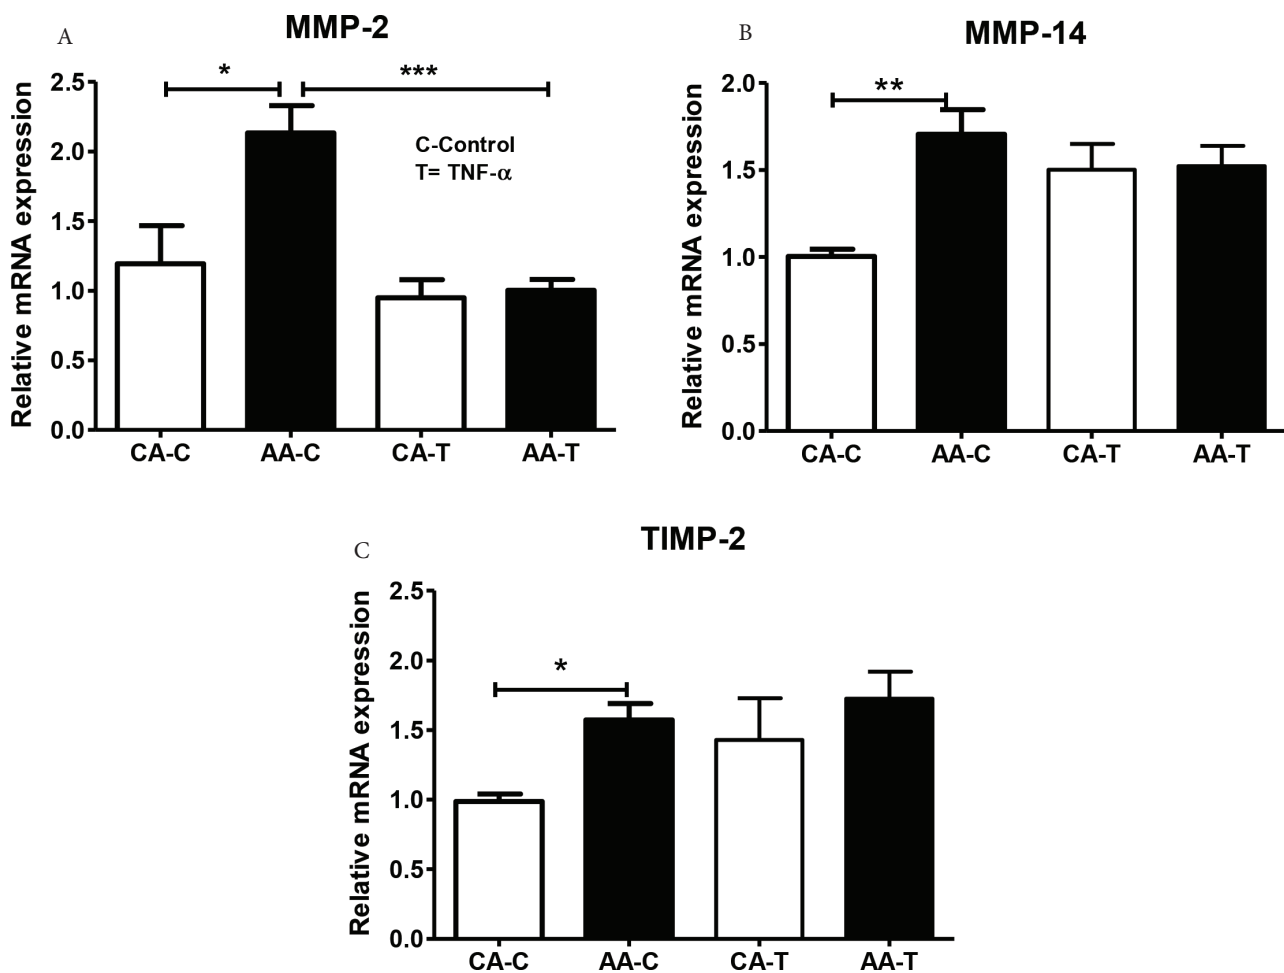 A
MMP-2
*
***
2.5
2.0
1.5
1.0
0.5
0.0
Relative mRNA expression
C-Control
T= TNF-α
CA-C
AA-C
CA-T
AA-T
B
MMP-14
**
2.0
1.5
1.0
0.5
0.0
Relative mRNA expression
CA-C
AA-C
CA-T
AA-T
C
TIMP-2
*
2.5
2.0
1.5
1.0
0.5
0.0
Relative mRNA expression
CA-C
AA-C
CA-T
AA-T